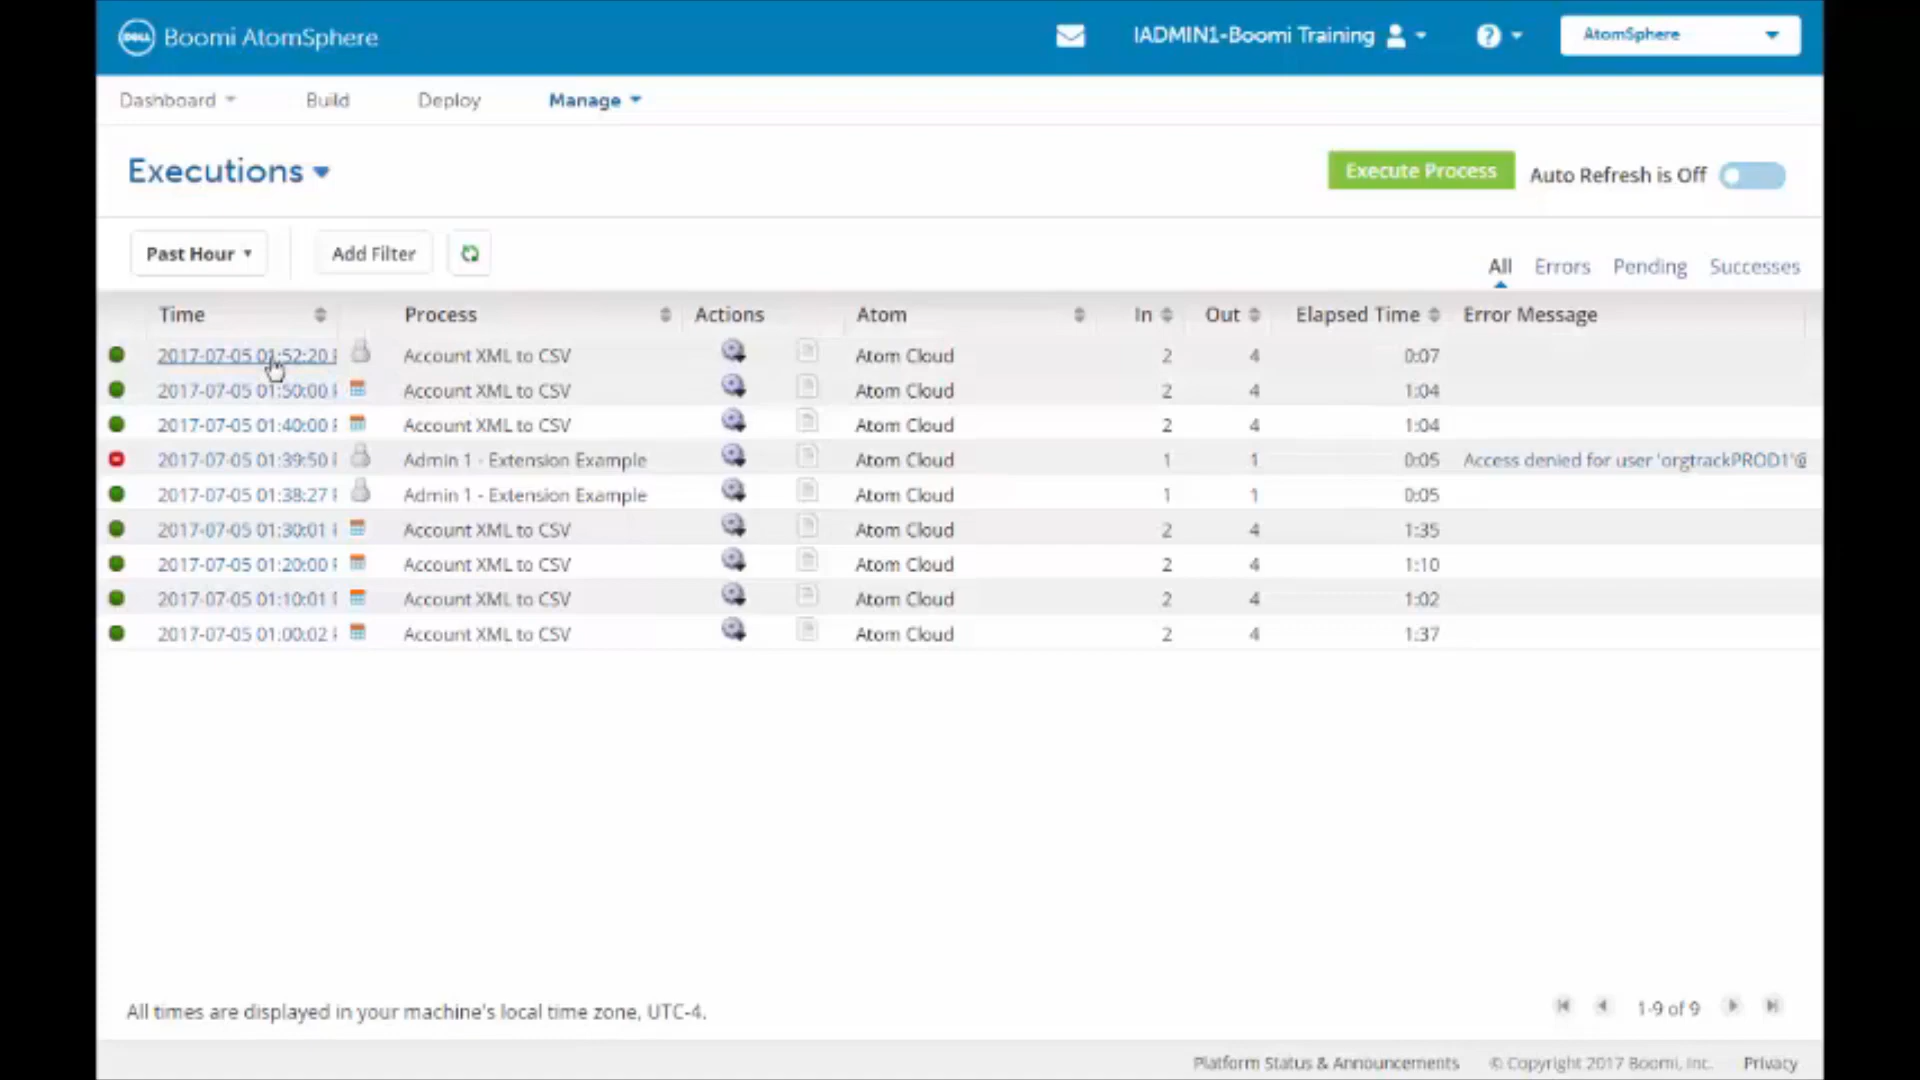 DELL Boomi AtomSphere IADMIN1-Boomi Training ? AtomSphere
Dashboard Build Deploy Manage
Executions Execute Process Auto Refresh is Off
Past Hour Add Filter
All Errors Pending Successes
Time Process Actions Atom In Out Elapsed Time Error Message
2017-07-05 01:52:20 Account XML to CSV Atom Cloud 2 4 0:07
2017-07-05 01:50:00 Account XML to CSV Atom Cloud 2 4 1:04
2017-07-05 01:40:00 Account XML to CSV Atom Cloud 2 4 1:04
2017-07-05 01:39:50 Admin 1 - Extension Example Atom Cloud 1 1 0:05 Access denied for user 'orgtrackPROD1'@
2017-07-05 01:38:27 Admin 1 - Extension Example Atom Cloud 1 1 0:05
2017-07-05 01:30:01 Account XML to CSV Atom Cloud 2 4 1:35
2017-07-05 01:20:00 Account XML to CSV Atom Cloud 2 4 1:10
2017-07-05 01:10:01 Account XML to CSV Atom Cloud 2 4 1:02
2017-07-05 01:00:02 Account XML to CSV Atom Cloud 2 4 1:37
All times are displayed in your machine's local time zone, UTC-4. 1-9 of 9
Platform Status & Announcements © Copyright 2017 Boomi, Inc. Privacy